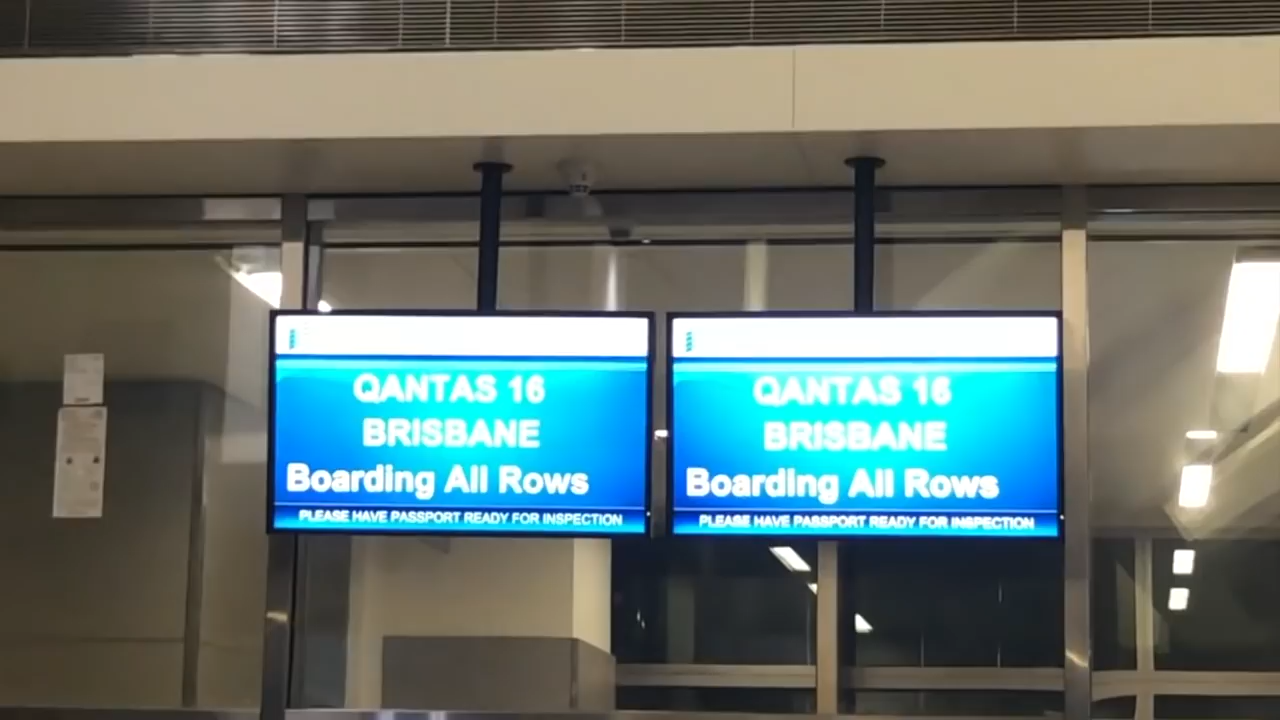 QANTAS 16
BRISBANE
Boarding All Rows
PLEASE HAVE PASSPORT READY FOR INSPECTION
QANTAS 16
BRISBANE
Boarding All Rows
PLEASE HAVE PASSPORT READY FOR INSPECTION